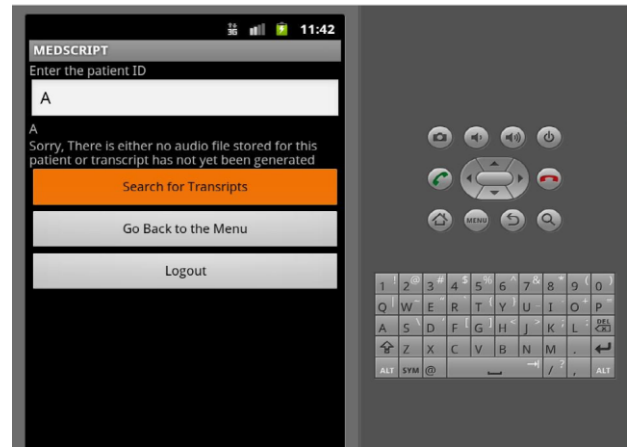 3G 11:42
MEDSCRIPT
Enter the patient ID
A
A
Sorry, There is either no audio file stored for this
patient or transcript has not yet been generated
Search for Transripts
Go Back to the Menu
Logout
MENU
1 ! 2 @ 3 # 4 $ 5 % 6 ^ 7 & 8 * 9 ( 0 )
Q | W ~ E " R ` T { Y } U _ I - O + P =
A S \ D ' F [ G ] H < J > K ; L : DEL
Z X C V B N M .
ALT SYM @ / ? , ALT